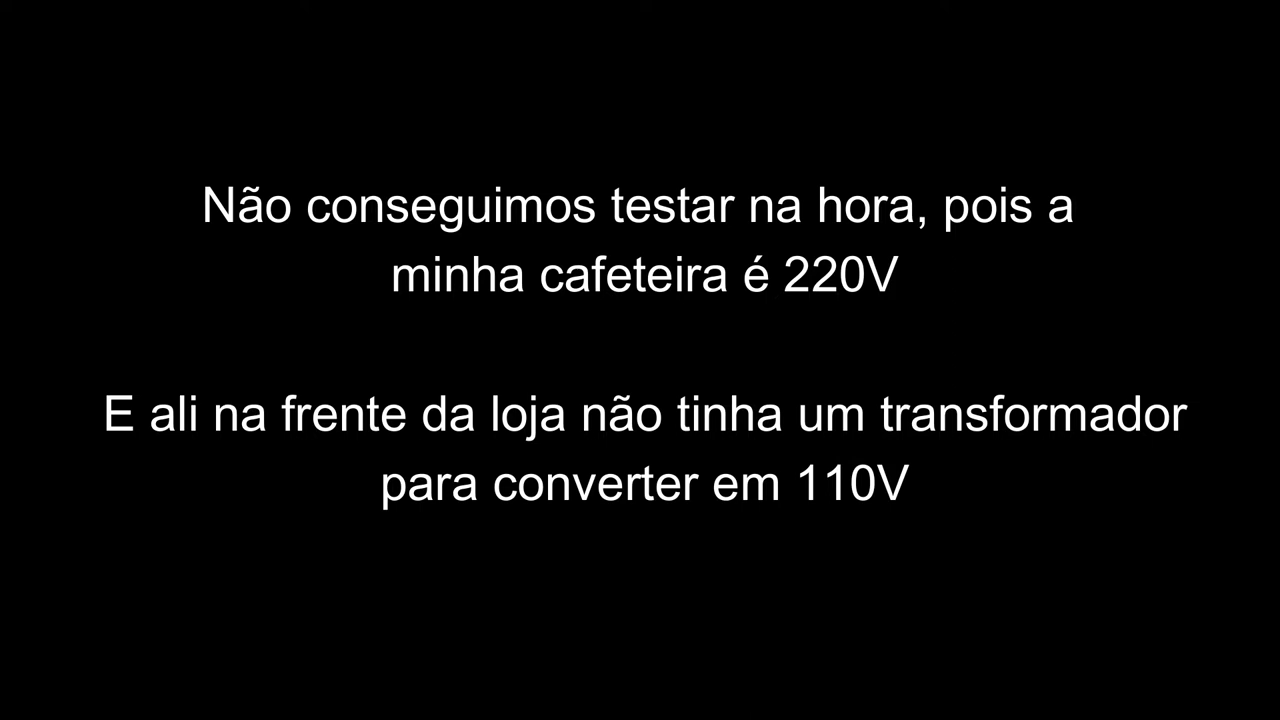 Não conseguimos testar na hora, pois a
minha cafeteira é 220V
E ali na frente da loja não tinha um transformador
para converter em 110V